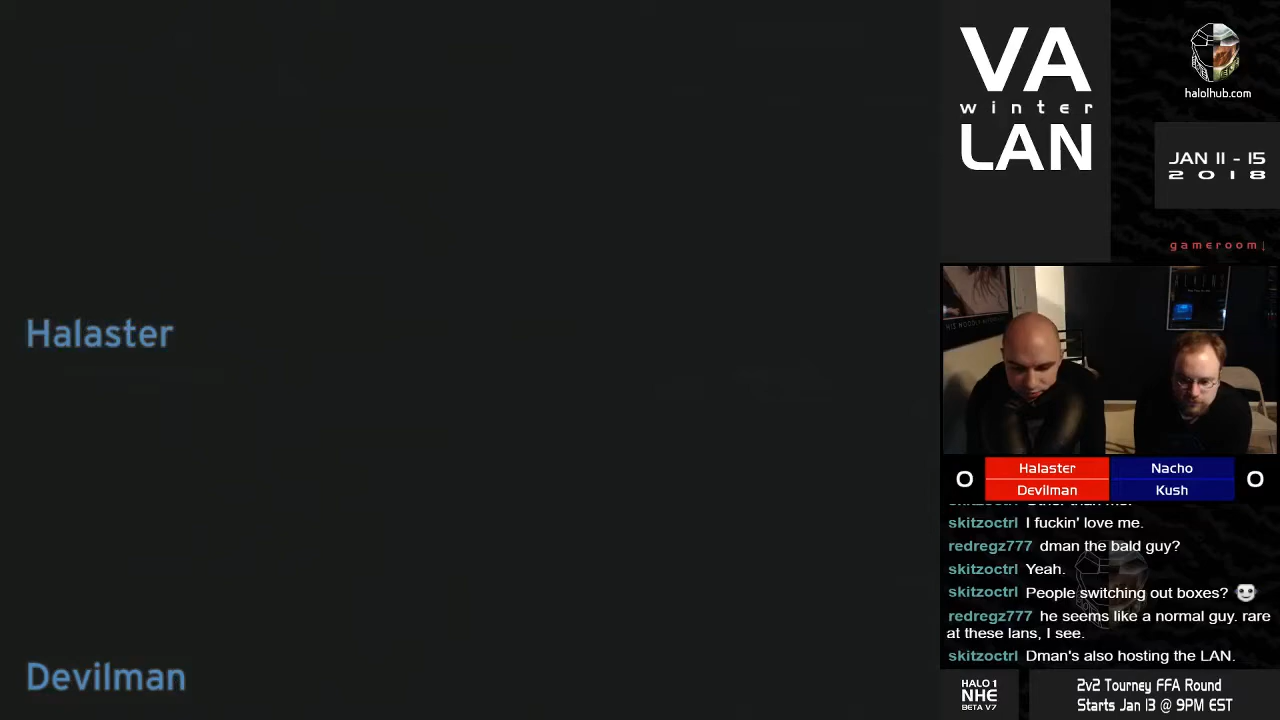 VA
winter
LAN
halo1hub.com
JAN 11 - 15
2018
gameroom↓
Halaster
Devilman
ALIENS
O
Halaster
Devilman
Nacho
Kush
O
skitzoctrl I fuckin' love me.
redregz777 dman the bald guy?
skitzoctrl Yeah.
skitzoctrl People switching out boxes?
redregz777 he seems like a normal guy. rare
at these lans, I see.
skitzoctrl Dman's also hosting the LAN.
HALO 1
NHE
BETA V7
2v2 Tourney FFA Round
Starts Jan 13 @ 9PM EST